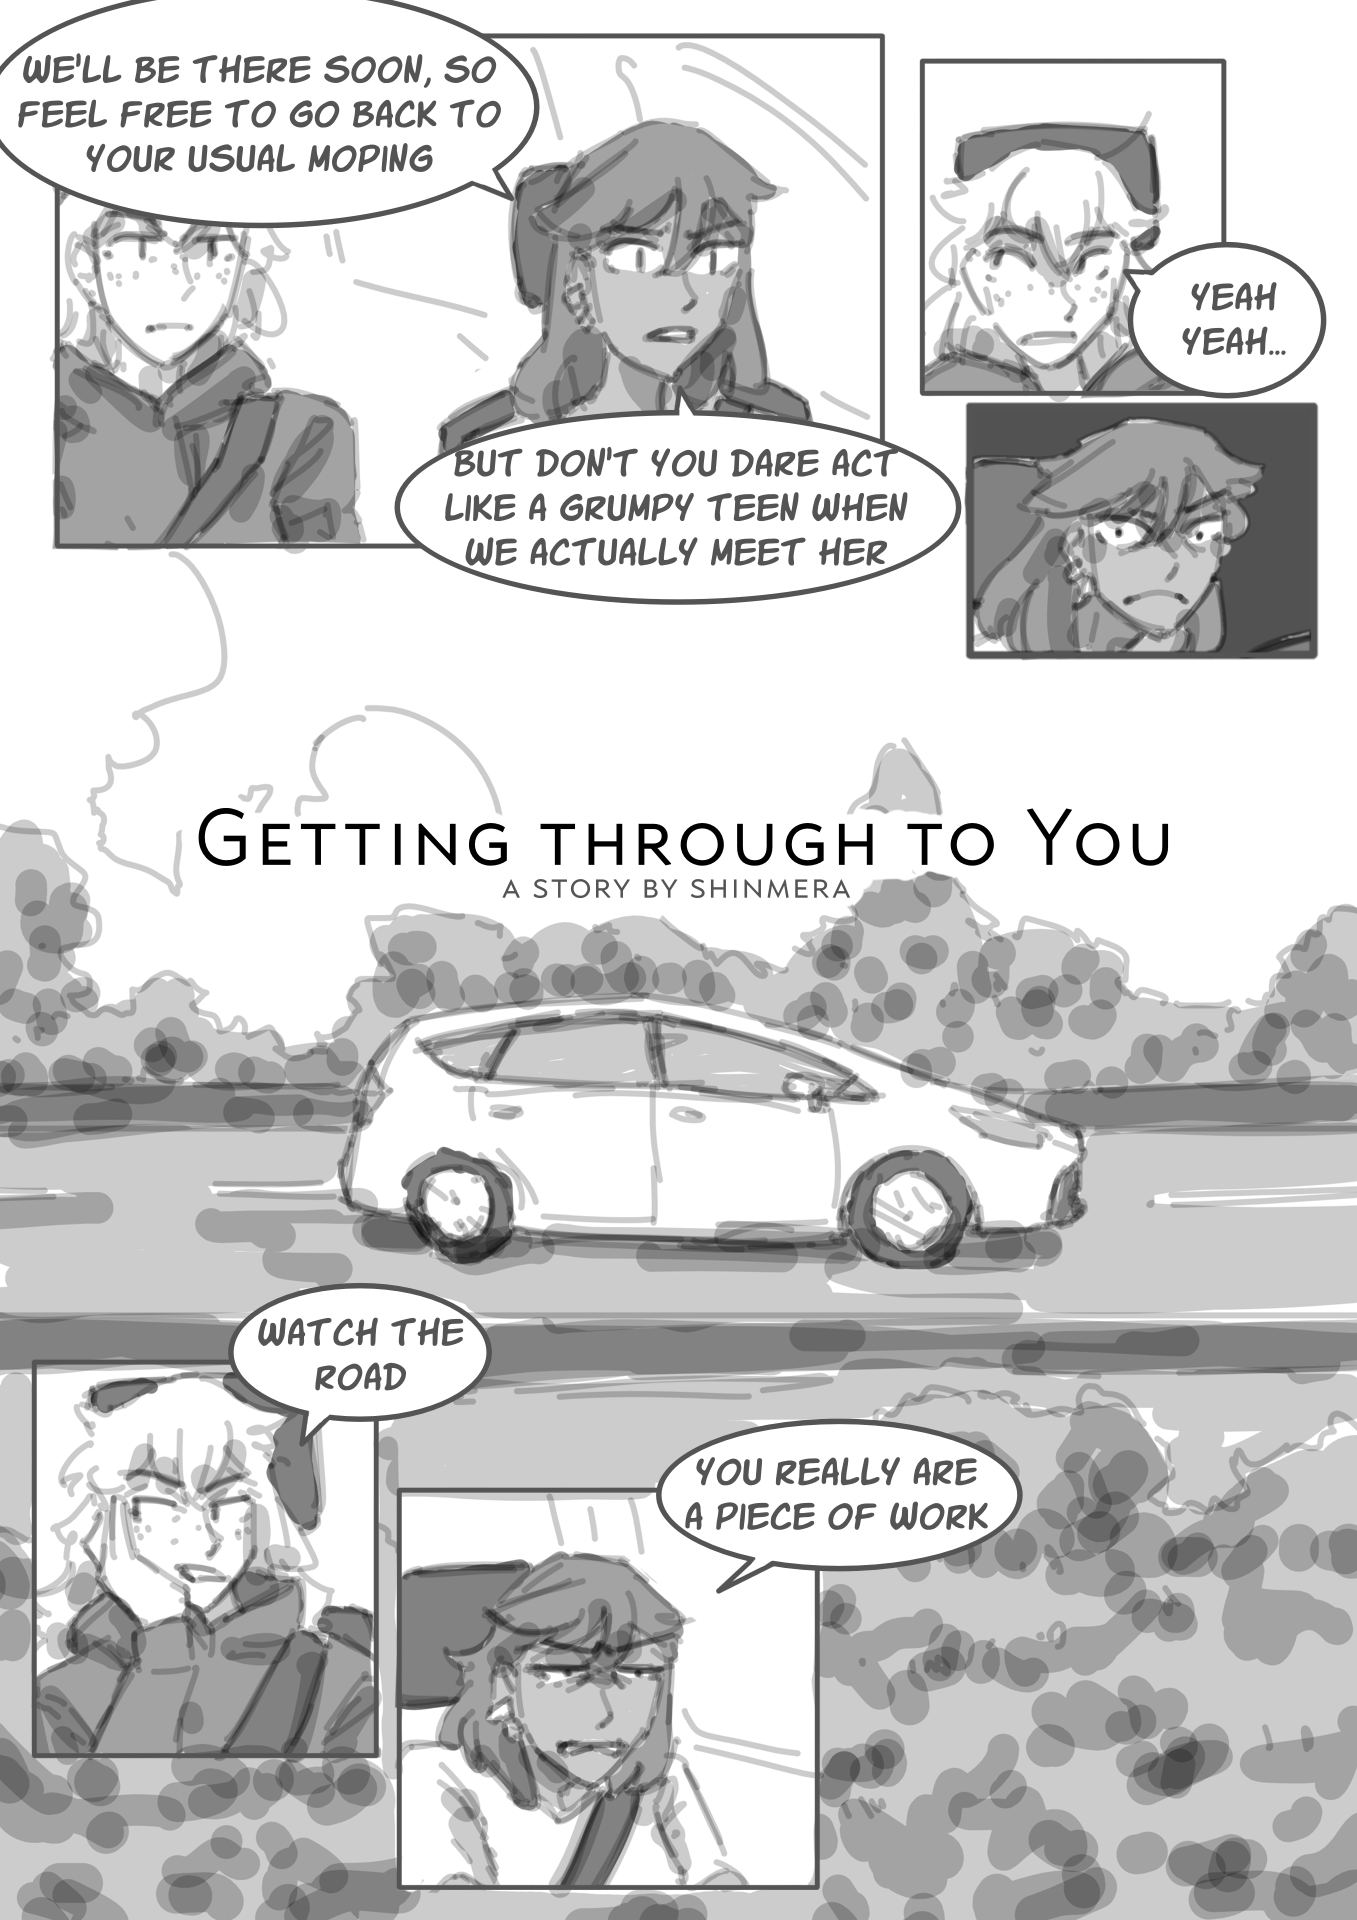 WE'LL BE THERE SOON, SO
FEEL FREE TO GO BACK TO
YOUR USUAL MOPING
BUT DON'T YOU DARE ACT
LIKE A GRUMPY TEEN WHEN
WE ACTUALLY MEET HER
YEAH
YEAH...
GETTING THROUGH TO YOU
A STORY BY SHINMERA
WATCH THE
ROAD
YOU REALLY ARE
A PIECE OF WORK